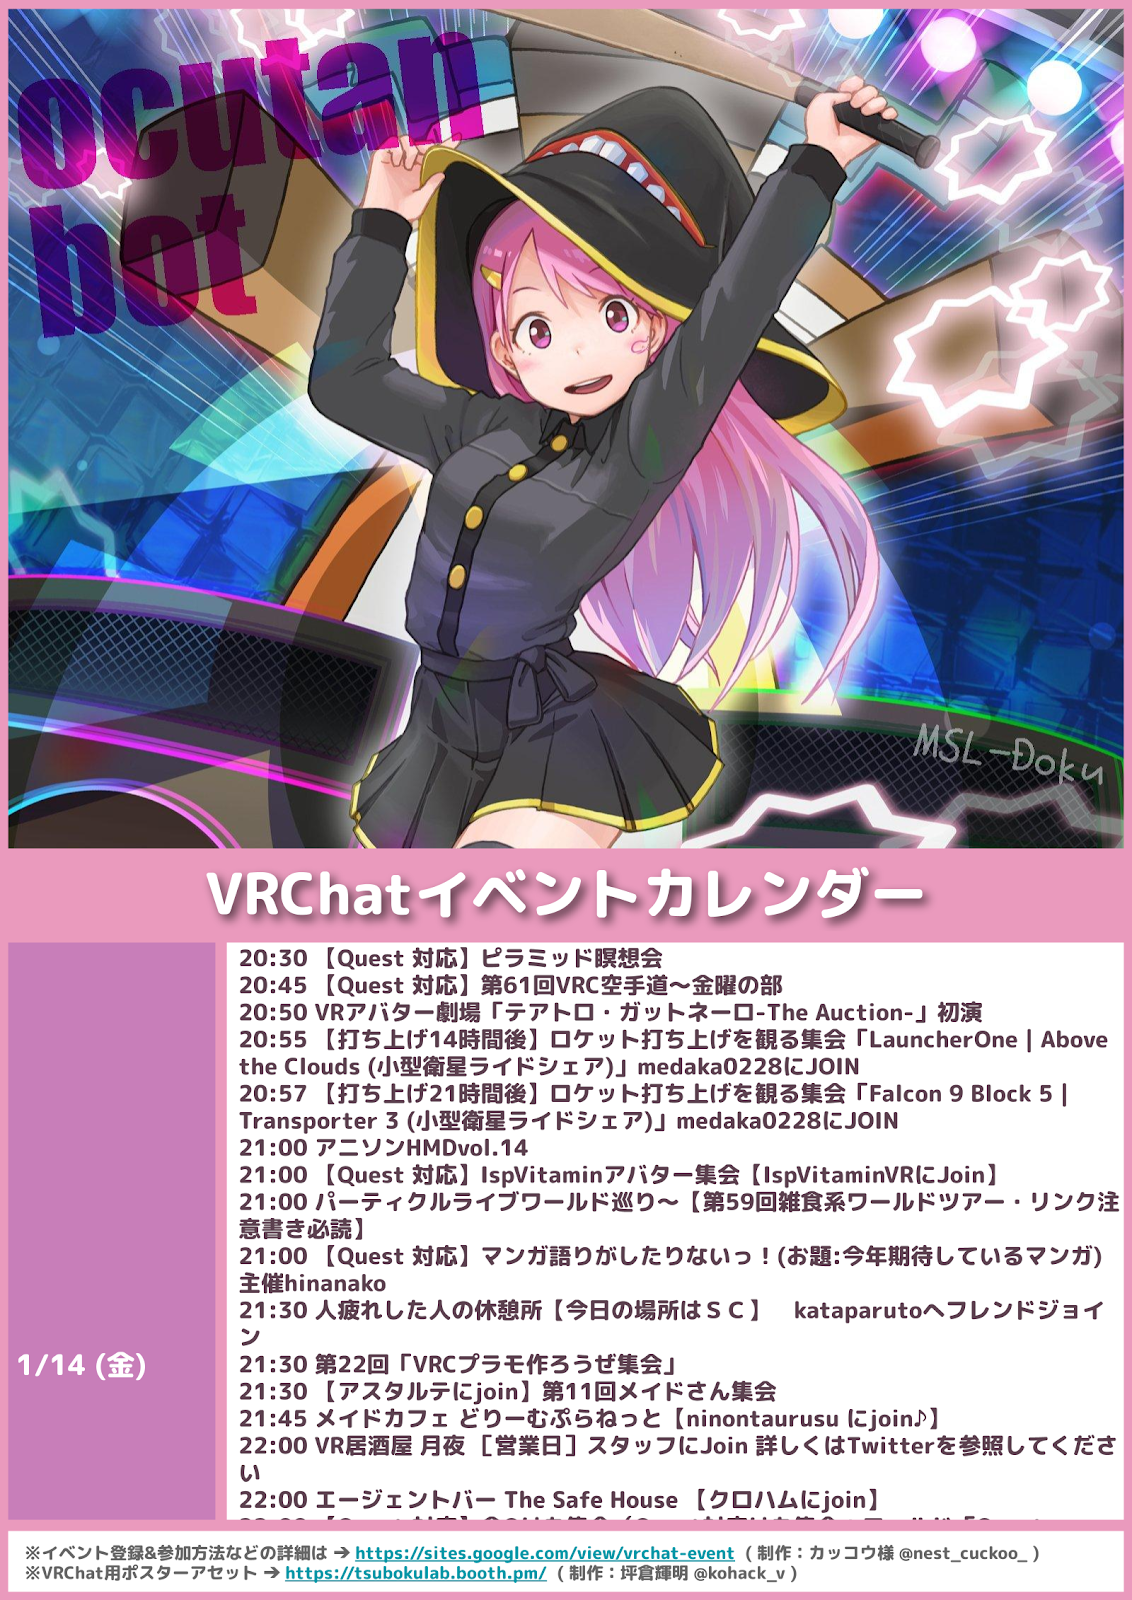 ocutan
bot
MSL-Doku
VRChatイベントカレンダー
1/14 (金)
20:30 【Quest 対応】ピラミッド瞑想会
20:45 【Quest 対応】第61回VRC空手道～金曜の部
20:50 VRアバター劇場「テアトロ・ガットネーロ-The Auction-」初演
20:55 【打ち上げ14時間後】ロケット打ち上げを観る集会「LauncherOne | Above
the Clouds (小型衛星ライドシェア)」medaka0228にJOIN
20:57 【打ち上げ21時間後】ロケット打ち上げを観る集会「Falcon 9 Block 5 |
Transporter 3 (小型衛星ライドシェア)」medaka0228にJOIN
21:00 アニソンHMDvol.14
21:00 【Quest 対応】IspVitaminアバター集会【IspVitaminVRにJoin】
21:00 パーティクルライブワールド巡り～【第59回雑食系ワールドツアー・リンク注
意書き必読】
21:00 【Quest 対応】マンガ語りがしたりないっ！(お題:今年期待しているマンガ)
主催hinanako
21:30 人疲れした人の休憩所【今日の場所はＳＣ】　kataparutoへフレンドジョイ
ン
21:30 第22回「VRCプラモ作ろうぜ集会」
21:30 【アスタルテにjoin】第11回メイドさん集会
21:45 メイドカフェ どりーむぷらねっと【ninontaurusu にjoin♪】
22:00 VR居酒屋 月夜 ［営業日］スタッフにJoin 詳しくはTwitterを参照してくださ
い
22:00 エージェントバー The Safe House 【クロハムにjoin】
※イベント登録&参加方法などの詳細は ➔ https://sites.google.com/view/vrchat-event ( 制作：カッコウ様 @nest_cuckoo_ )
※VRChat用ポスターアセット ➔ https://tsubokulab.booth.pm/ ( 制作：坪倉輝明 @kohack_v )